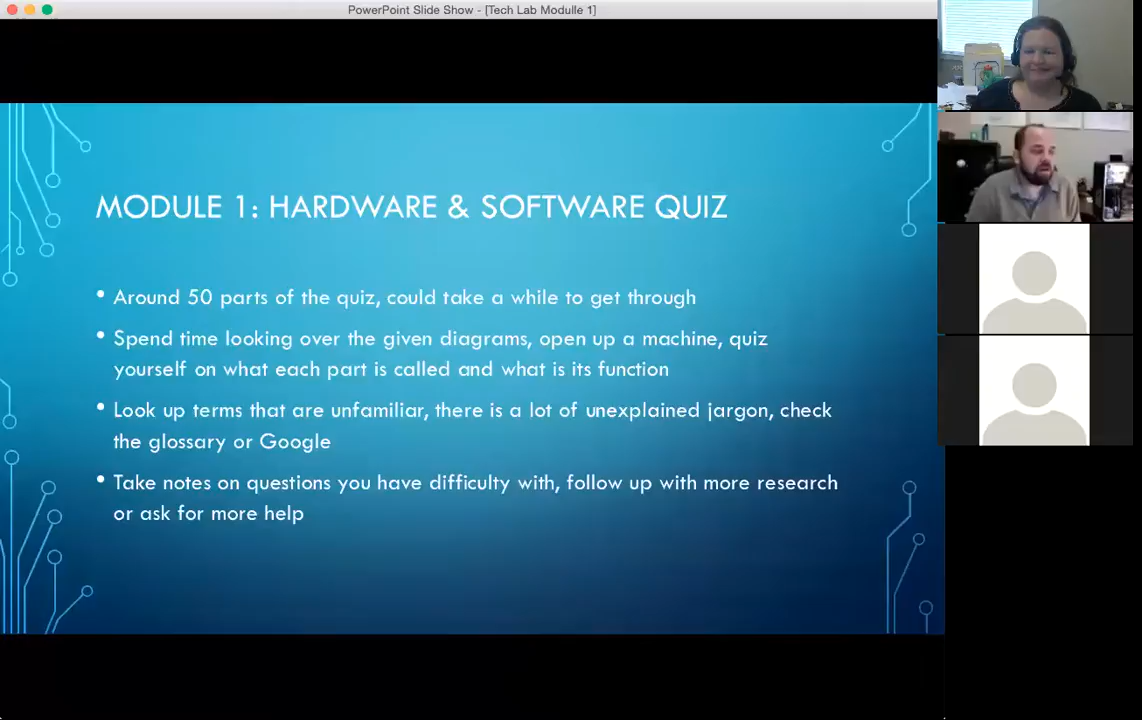 PowerPoint Slide Show - [Tech Lab Modulle 1]
MODULE 1: HARDWARE & SOFTWARE QUIZ
• Around 50 parts of the quiz, could take a while to get through
• Spend time looking over the given diagrams, open up a machine, quiz
yourself on what each part is called and what is its function
• Look up terms that are unfamiliar, there is a lot of unexplained jargon, check
the glossary or Google
• Take notes on questions you have difficulty with, follow up with more research
or ask for more help